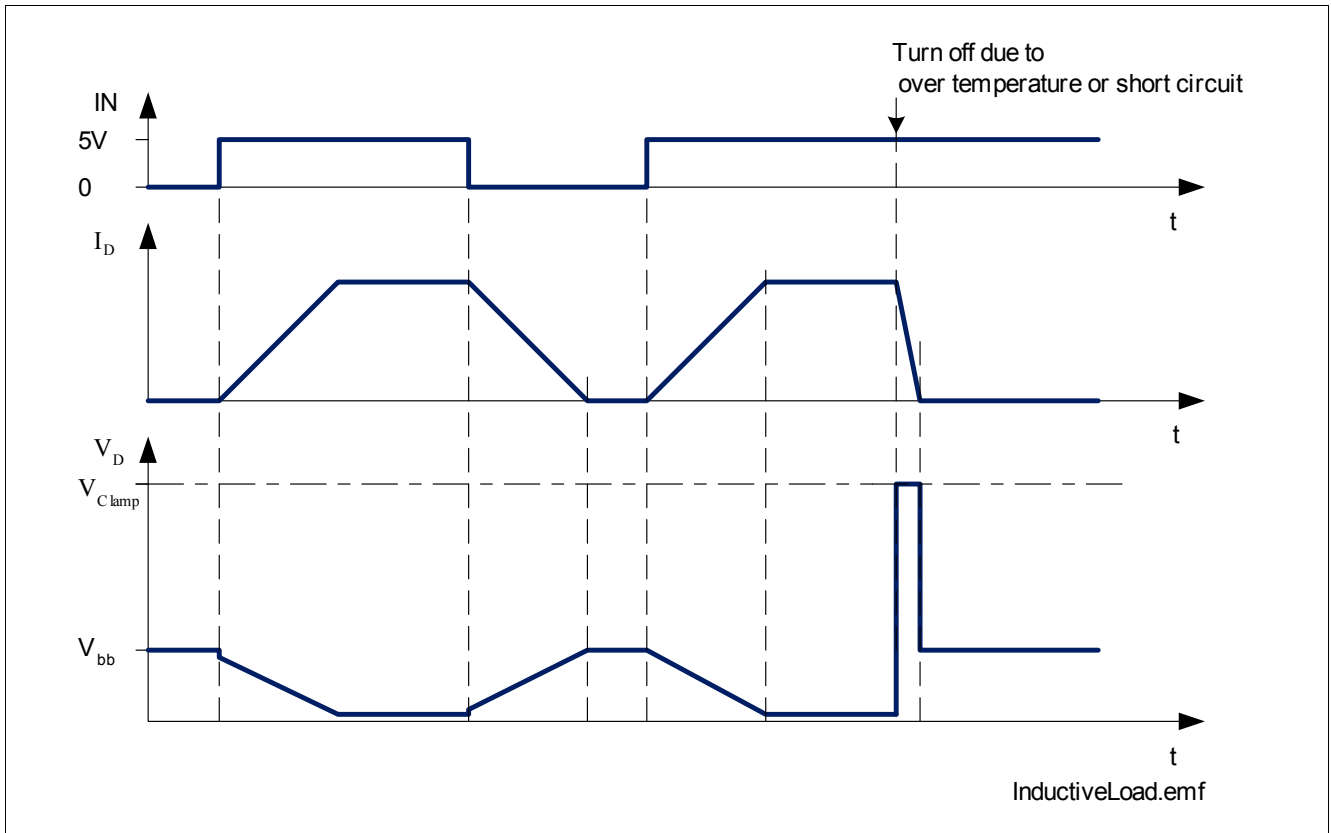 Turn off due to
over temperature or short circuit
IN
5V
0
t
I_D
t
V_D
V_Clamp
V_bb
t
InductiveLoad.emf